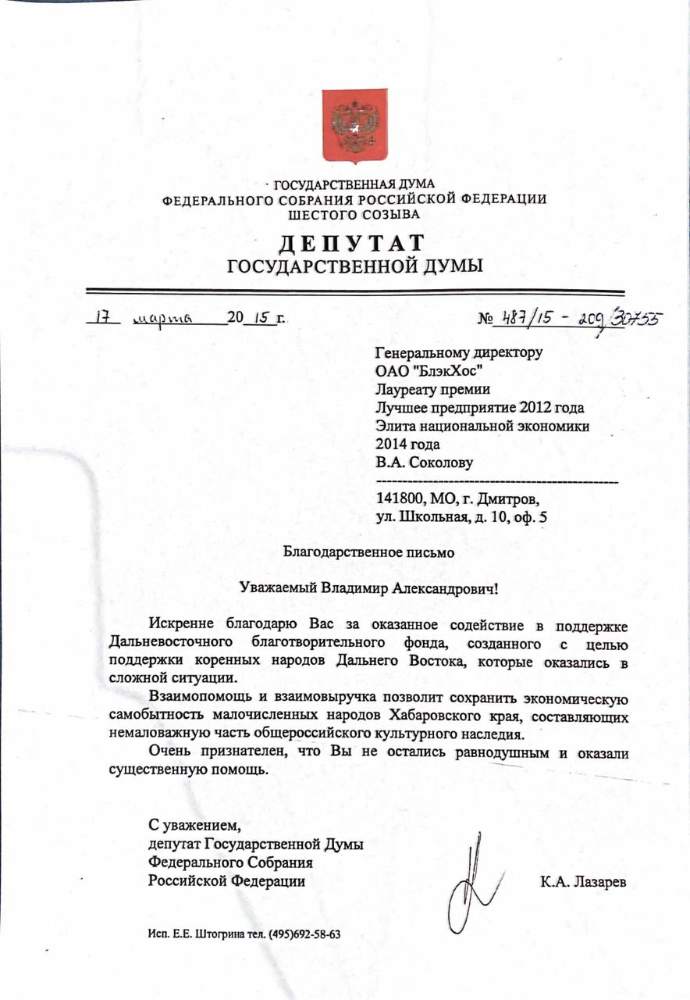 ГОСУДАРСТВЕННАЯ ДУМА
ФЕДЕРАЛЬНОГО СОБРАНИЯ РОССИЙСКОЙ ФЕДЕРАЦИИ
ШЕСТОГО СОЗЫВА
ДЕПУТАТ
ГОСУДАРСТВЕННОЙ ДУМЫ
17 марта 2015 г. № 487/15 - 209/30755
Генеральному директору
ОАО "БлэкХос"
Лауреату премии
Лучшее предприятие 2012 года
Элита национальной экономики
2014 года
В.А. Соколову
141800, МО, г. Дмитров,
ул. Школьная, д. 10, оф. 5
Благодарственное письмо
Уважаемый Владимир Александрович!
Искренне благодарю Вас за оказанное содействие в поддержке
Дальневосточного благотворительного фонда, созданного с целью
поддержки коренных народов Дальнего Востока, которые оказались в
сложной ситуации.
Взаимопомощь и взаимовыручка позволит сохранить экономическую
самобытность малочисленных народов Хабаровского края, составляющих
немаловажную часть общероссийского культурного наследия.
Очень признателен, что Вы не остались равнодушным и оказали
существенную помощь.
С уважением,
депутат Государственной Думы
Федерального Собрания
Российской Федерации К.А. Лазарев
Исп. Е.Е. Штогрина тел. (495)692-58-63